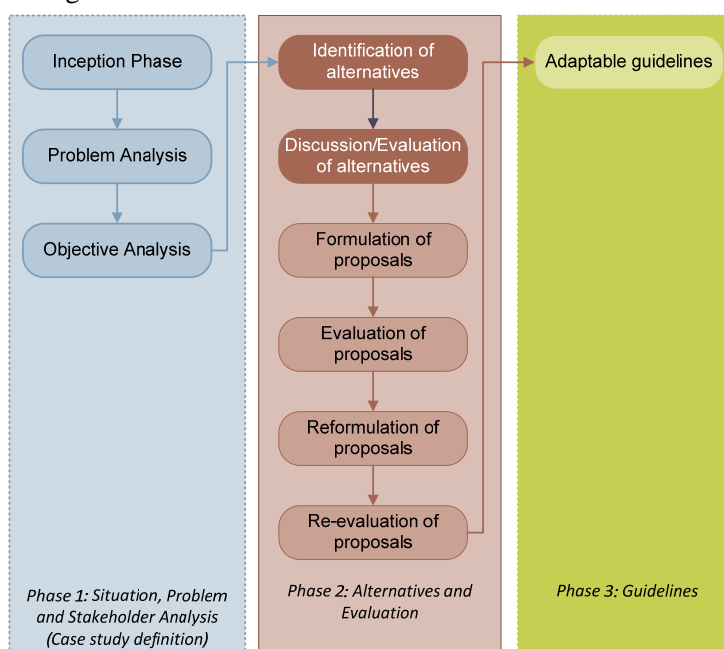 Inception Phase
Problem Analysis
Objective Analysis
Phase 1: Situation, Problem
and Stakeholder Analysis
(Case study definition)
Identification of
alternatives
Discussion/Evaluation
of alternatives
Formulation of
proposals
Evaluation of
proposals
Reformulation of
proposals
Re-evaluation of
proposals
Phase 2: Alternatives and
Evaluation
Adaptable guidelines
Phase 3: Guidelines